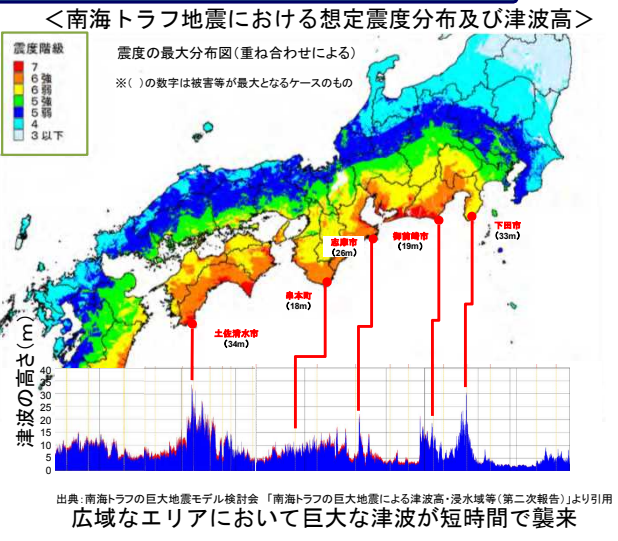 ＜南海トラフ地震における想定震度分布及び津波高＞
震度階級
7
6強
6弱
5強
5弱
4
3以下
震度の最大分布図(重ね合わせによる)
※( )の数字は被害等が最大となるケースのもの
下田市
(33m)
御前崎市
(19m)
志摩市
(26m)
串本町
(18m)
土佐清水市
(34m)
津波の高さ(m)
40
35
30
25
20
15
10
5
0
出典：南海トラフの巨大地震モデル検討会 「南海トラフの巨大地震による津波高・浸水域等(第二次報告)」より引用
広域なエリアにおいて巨大な津波が短時間で襲来